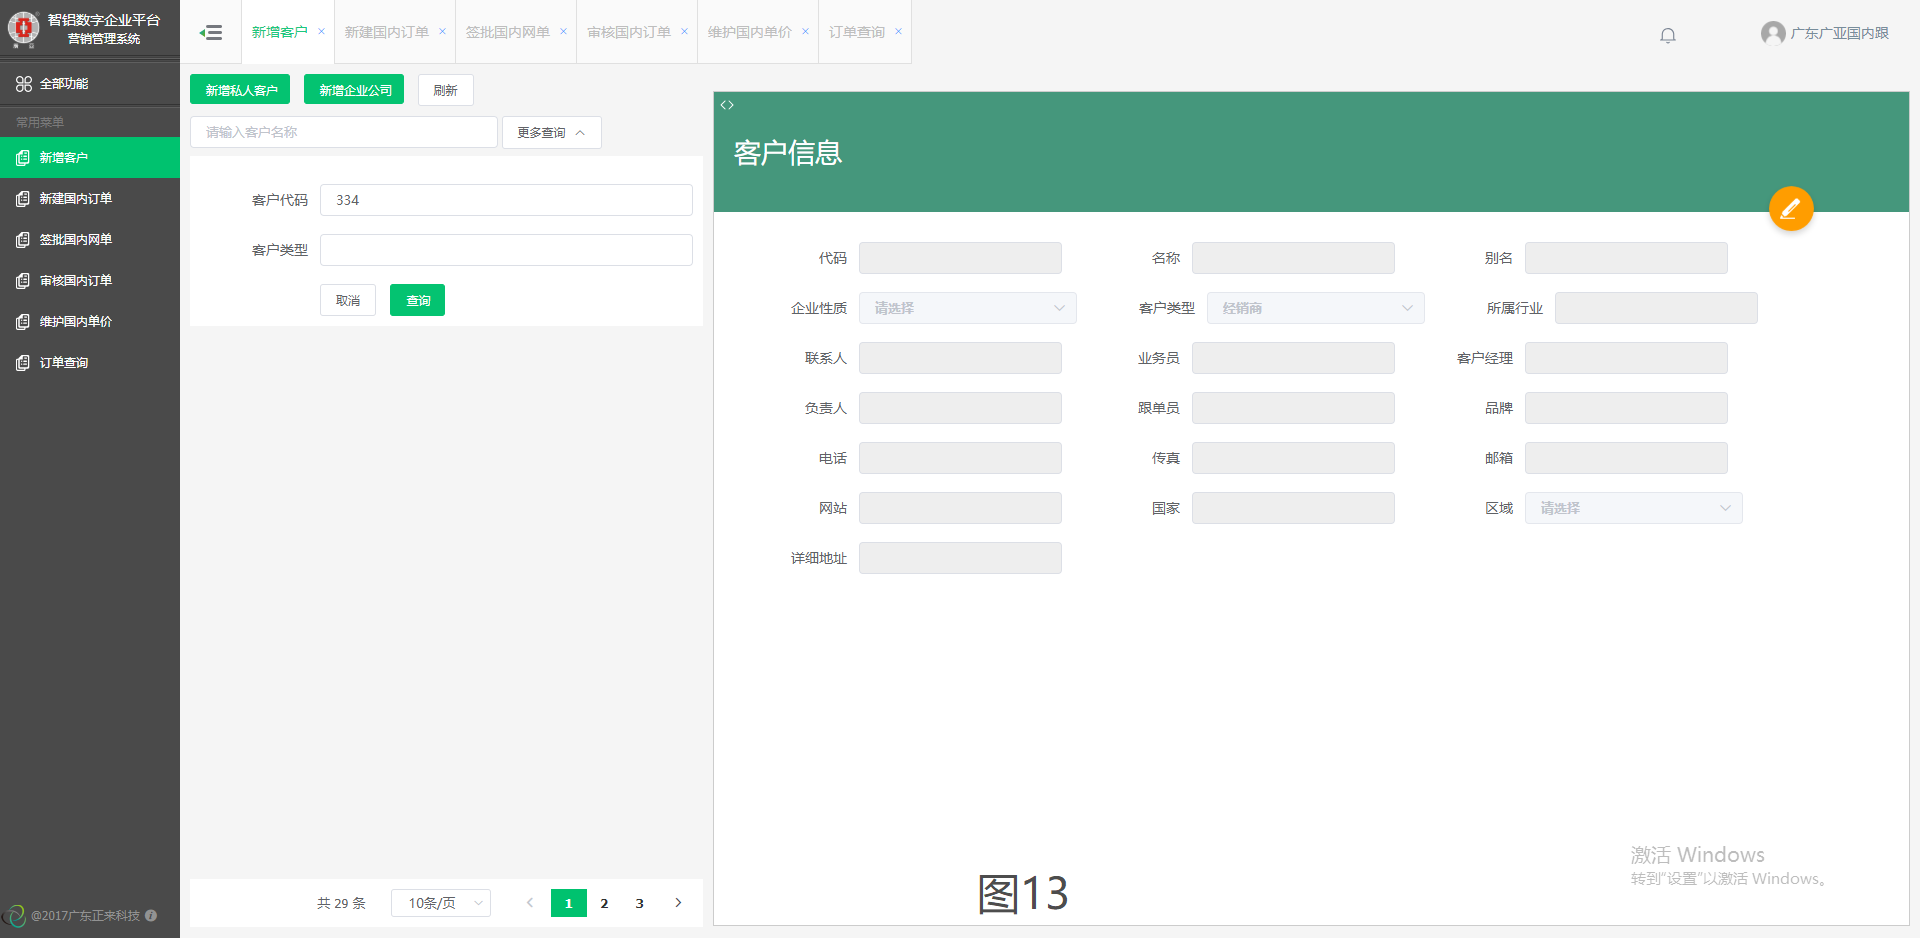 智铝数字企业平台
营销管理系统
全部功能
常用菜单
新增客户
新建国内订单
签批国内网单
审核国内订单
维护国内单价
订单查询
@2017广东正来科技
新增客户 × 新建国内订单 × 签批国内网单 × 审核国内订单 × 维护国内单价 × 订单查询 ×
广东广亚国内跟
新增私人客户 新增企业公司 刷新
请输入客户名称 更多查询
客户代码 334
客户类型
取消 查询
共 29 条 10条/页 < 1 2 3 >
<>
客户信息
代码 名称 别名
企业性质 请选择 客户类型 经销商 所属行业
联系人 业务员 客户经理
负责人 跟单员 品牌
电话 传真 邮箱
网站 国家 区域 请选择
详细地址
激活 Windows
转到“设置”以激活 Windows。
图13